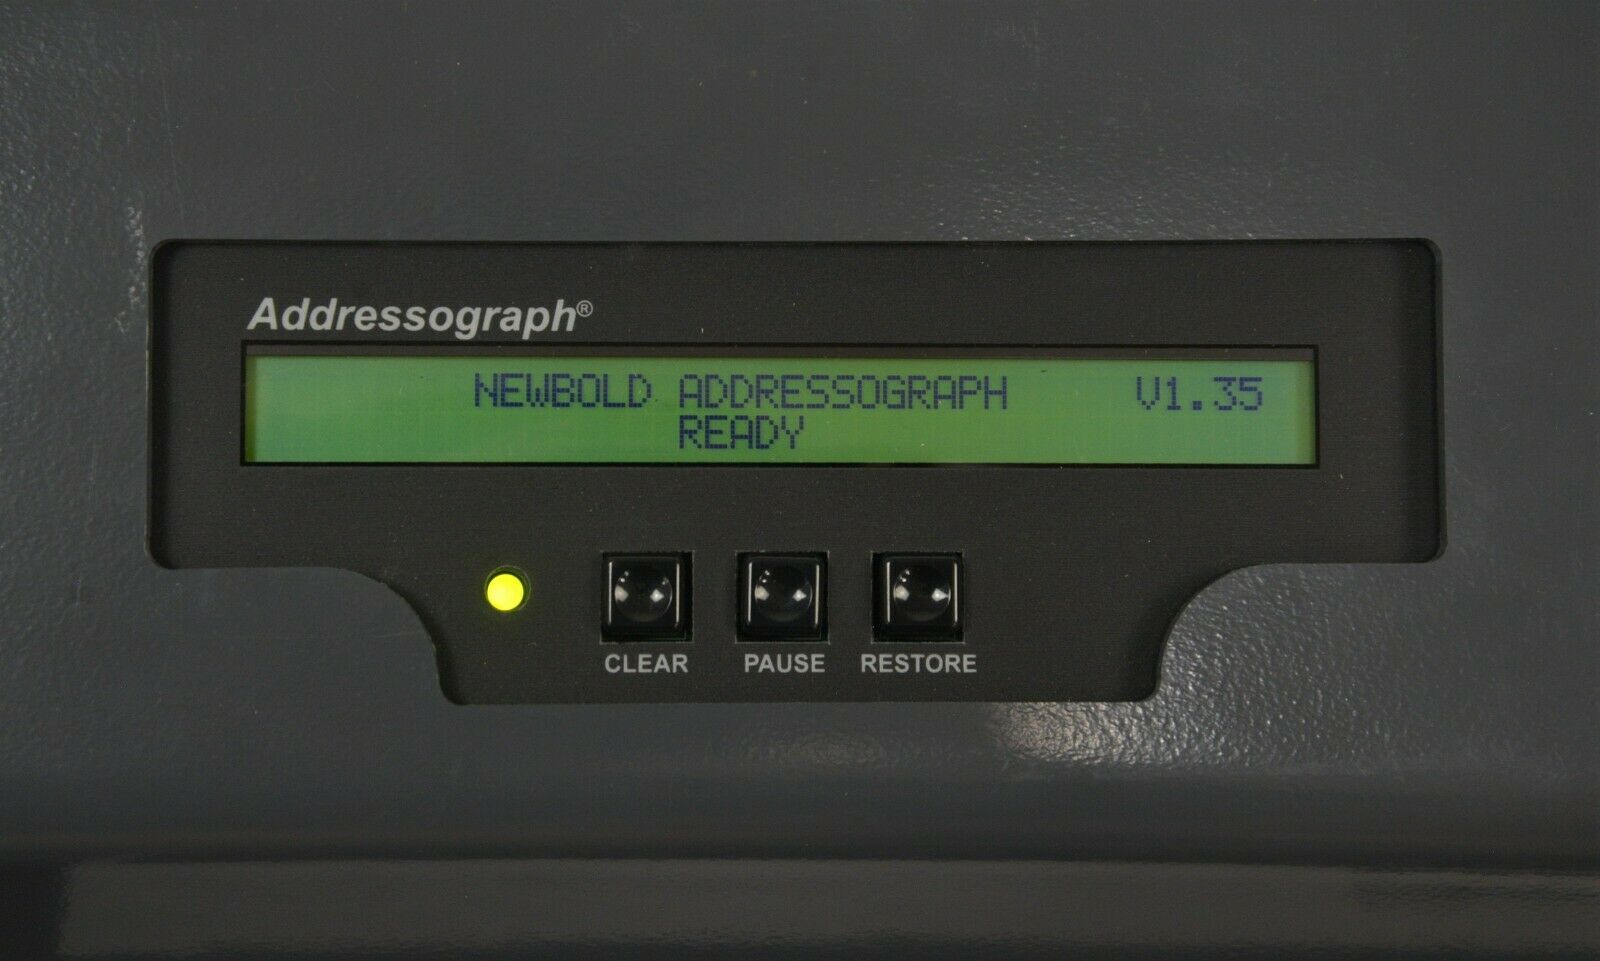 Addressograph®
NEWBOLD ADDRESSOGRAPH V1.35
READY
CLEAR PAUSE RESTORE